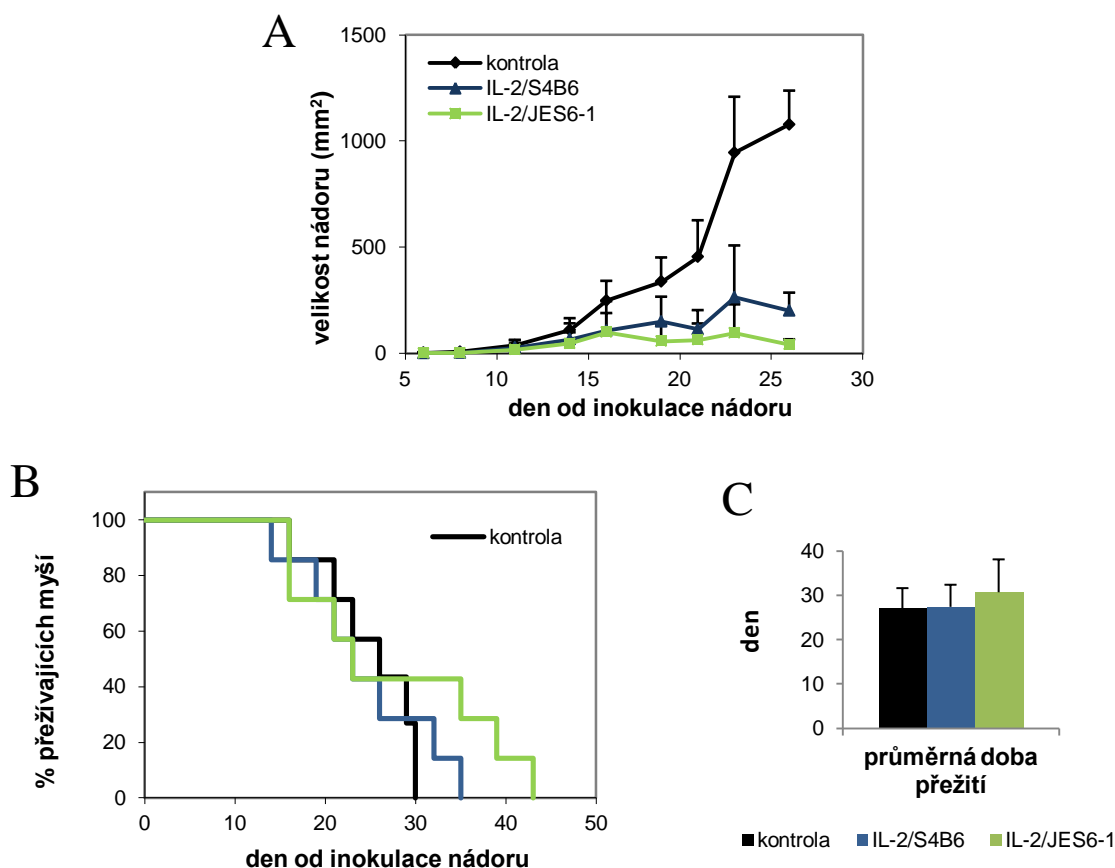 A
1500
1000
500
0
5
10
15
20
25
30
velikost nádoru (mm²)
den od inokulace nádoru
kontrola
IL-2/S4B6
IL-2/JES6-1
B
100
80
60
40
20
0
0
10
20
30
40
50
% přežívajících myší
den od inokulace nádoru
kontrola
C
40
30
20
10
0
den
průměrná doba
přežití
kontrola
IL-2/S4B6
IL-2/JES6-1